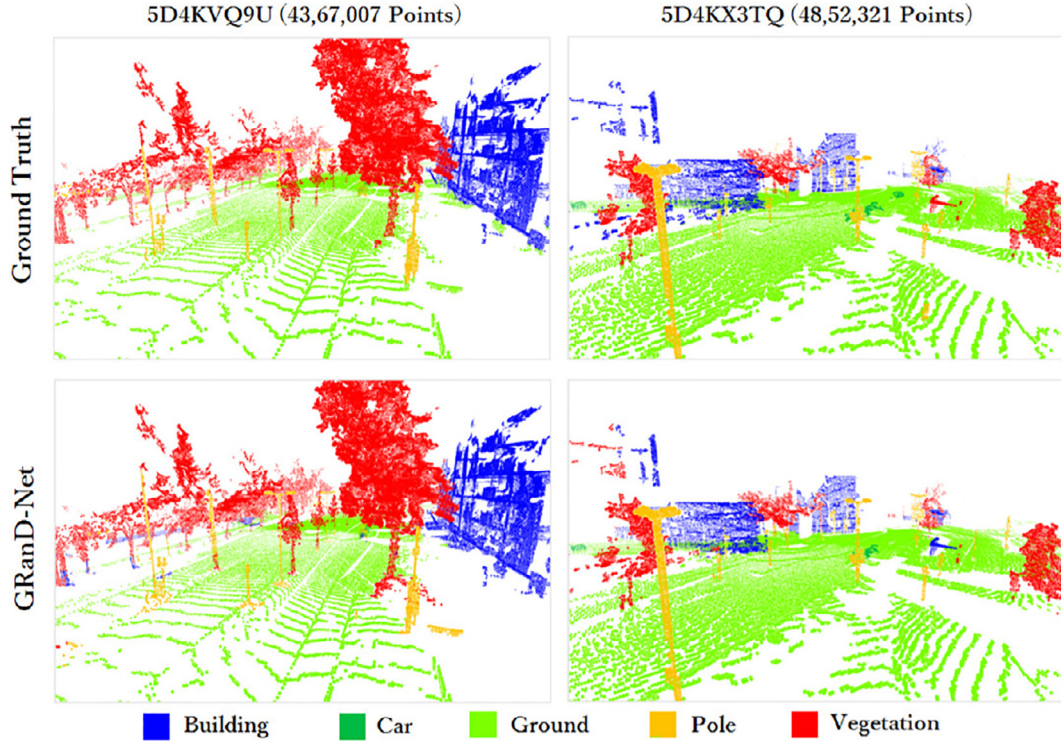 5D4KVQ9U (43,67,007 Points)
5D4KX3TQ (48,52,321 Points)
Ground Truth
GRanD-Net
Building
Car
Ground
Pole
Vegetation